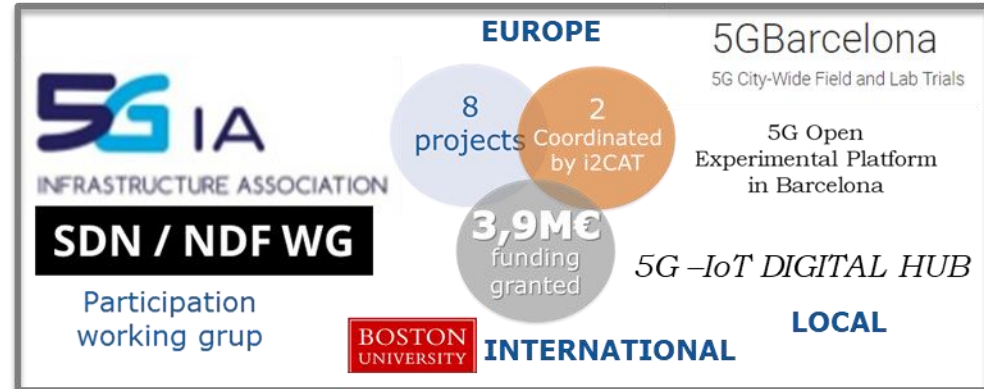 5G IA
INFRASTRUCTURE ASSOCIATION
SDN / NDF WG
Participation
working grup
EUROPE
8
projects
2
Coordinated
by i2CAT
3,9M€
funding
granted
BOSTON
UNIVERSITY
INTERNATIONAL
5GBarcelona
5G City-Wide Field and Lab Trials
5G Open
Experimental Platform
in Barcelona
5G –IoT DIGITAL HUB
LOCAL